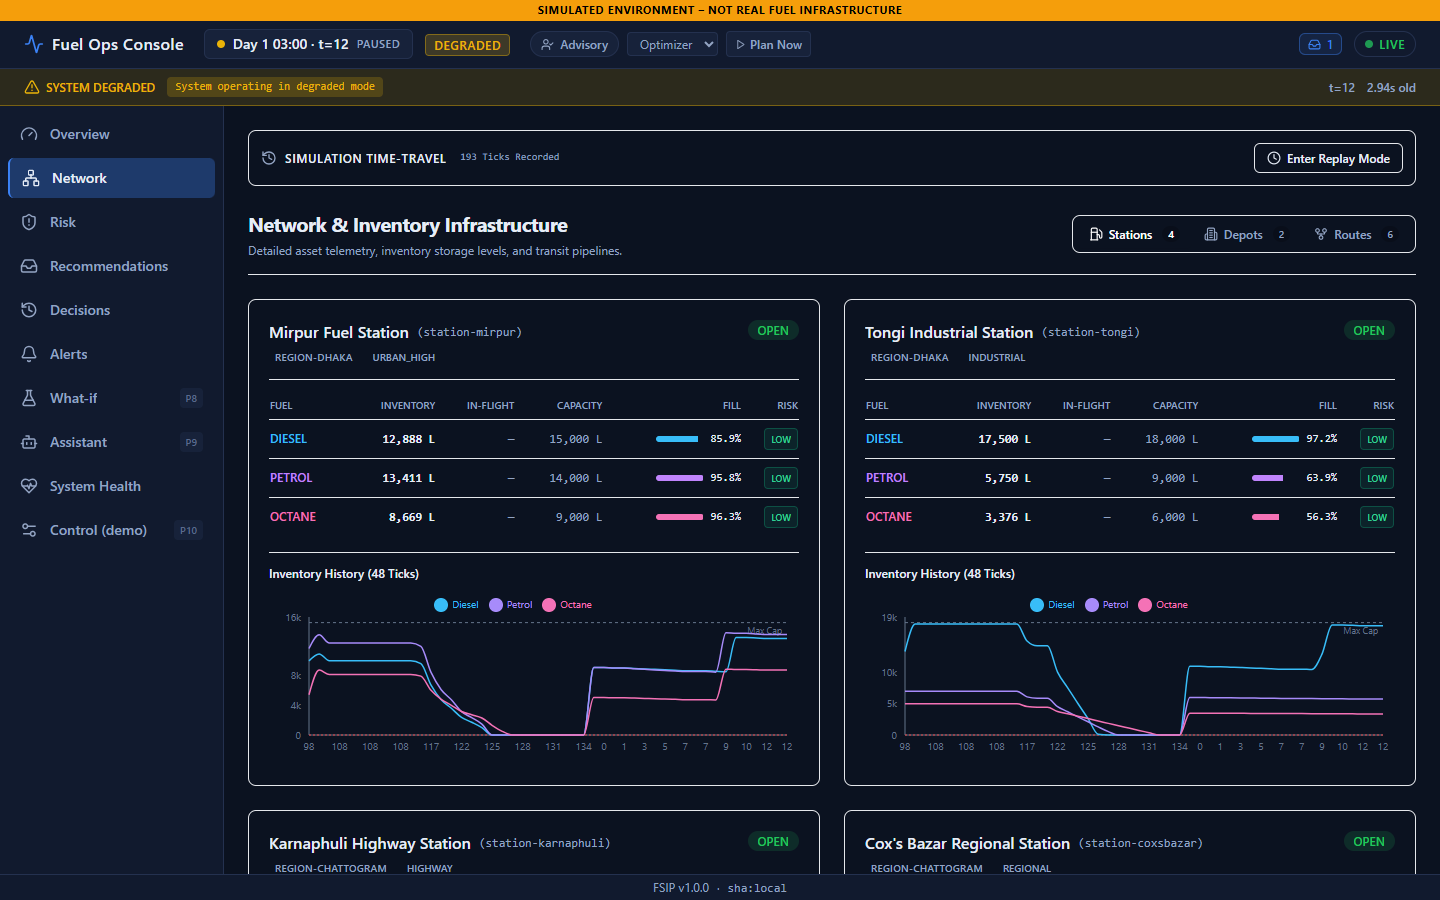 SIMULATED ENVIRONMENT – NOT REAL FUEL INFRASTRUCTURE
Fuel Ops Console
Day 1 03:00 · t=12 PAUSED
DEGRADED
Advisory
Optimizer
Plan Now
1
LIVE
SYSTEM DEGRADED
System operating in degraded mode
t=12 2.94s old
Overview
Network
Risk
Recommendations
Decisions
Alerts
What-if P8
Assistant P9
System Health
Control (demo) P10
SIMULATION TIME-TRAVEL 193 Ticks Recorded
Enter Replay Mode
Network & Inventory Infrastructure
Detailed asset telemetry, inventory storage levels, and transit pipelines.
Stations 4 Depots 2 Routes 6
Mirpur Fuel Station (station-mirpur) OPEN
REGION-DHAKA URBAN_HIGH
FUEL INVENTORY IN-FLIGHT CAPACITY FILL RISK
DIESEL 12,888 L — 15,000 L 85.9% LOW
PETROL 13,411 L — 14,000 L 95.8% LOW
OCTANE 8,669 L — 9,000 L 96.3% LOW
Inventory History (48 Ticks)
Diesel Petrol Octane
16k
Max Cap
8k
4k
0
98 108 108 108 117 122 125 128 131 134 0 1 3 5 7 7 9 10 12 12
Tongi Industrial Station (station-tongi) OPEN
REGION-DHAKA INDUSTRIAL
FUEL INVENTORY IN-FLIGHT CAPACITY FILL RISK
DIESEL 17,500 L — 18,000 L 97.2% LOW
PETROL 5,750 L — 9,000 L 63.9% LOW
OCTANE 3,376 L — 6,000 L 56.3% LOW
Inventory History (48 Ticks)
Diesel Petrol Octane
19k
Max Cap
10k
5k
0
98 108 108 108 117 122 125 128 131 134 0 1 3 5 7 7 9 10 12 12
Karnaphuli Highway Station (station-karnaphuli) OPEN
REGION-CHATTOGRAM HIGHWAY
Cox's Bazar Regional Station (station-coxsbazar) OPEN
REGION-CHATTOGRAM REGIONAL
FSIP v1.0.0 · sha:local